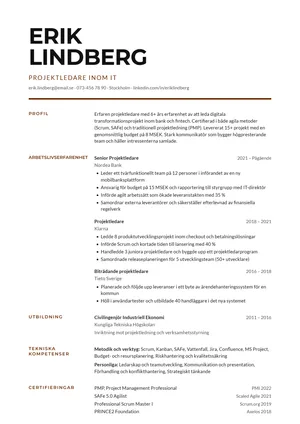 ERIK
LINDBERG
PROJEKTLEDARE INOM IT
erik.lindberg@email.se · 073-456 78 90 · Stockholm · linkedin.com/in/eriklindberg
PROFIL
Erfaren projektledare med 6+ års erfarenhet av att leda digitala
transformationsprojekt inom bank och fintech. Certifierad i både agila metoder
(Scrum, SAFe) och traditionell projektledning (PMP). Levererat 15+ projekt med en
genomsnittlig budget på 8 MSEK. Stark kommunikatör som bygger högpresterande
team och håller intressenterna samlade.
ARBETSLIVSERFARENHET
Senior Projektledare 2021 – Pågående
Nordea Bank
• Leder ett tvärfunktionellt team på 12 personer i införandet av en ny
mobilbanksplattform
• Ansvarig för budget på 15 MSEK och rapportering till styrgrupp med IT-direktör
• Införde agilt arbetssätt som ökade leveranstakten med 35 %
• Samordnar externa leverantörer och säkerställer efterlevnad av finansiella
regelverk
Projektledare 2018 – 2021
Klarna
• Ledde 8 produktutvecklingsprojekt inom checkout och betalningslösningar
• Införde Scrum och kortade tiden till lansering med 40 %
• Handledde 3 juniora projektledare och byggde upp ett projektledarprogram
• Samordnade releaseplaneringen för 5 utvecklingsteam (50+ utvecklare)
Biträdande projektledare 2016 – 2018
Tieto Sverige
• Planerade och följde upp leveranser i ett byte av ärendehanteringssystem för en
kommun
• Höll i användartester och utbildade 40 handläggare i det nya systemet
UTBILDNING
Civilingenjör Industriell Ekonomi 2011 – 2016
Kungliga Tekniska Högskolan
Inriktning mot projektledning och verksamhetsstyrning
TEKNISKA
KOMPETENSER
Metodik och verktyg: Scrum, Kanban, SAFe, Vattenfall, Jira, Confluence, MS Project,
Budget- och resursplanering, Riskhantering och kvalitetssäkring
Personliga: Ledarskap och teamutveckling, Kommunikation och presentation,
Förhandling och konflikthantering, Strategiskt tänkande
CERTIFIERINGAR
PMP, Project Management Professional PMI 2022
SAFe 5.0 Agilist Scaled Agile 2021
Professional Scrum Master I Scrum.org 2019
PRINCE2 Foundation Axelos 2018